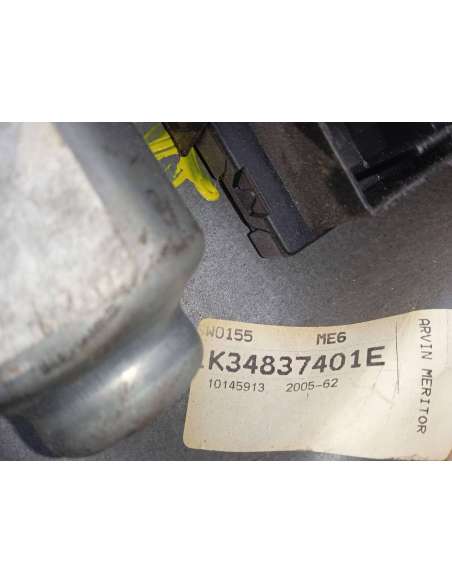 W0155 ME6
K34837401E
10145913 2005-62
ARVIN MERITOR